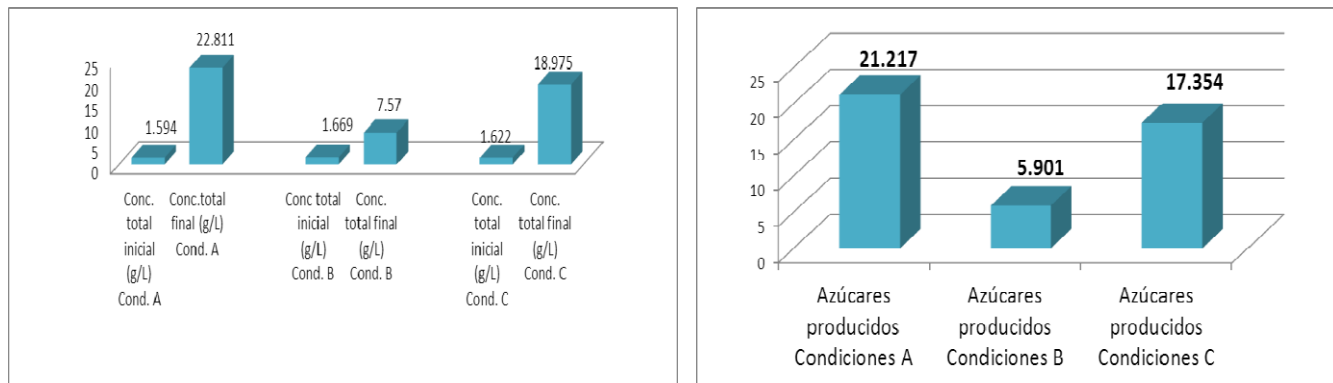 22.811
25
20
15
10
5
0
1.594
1.669
7.57
1.622
18.975
Conc.
total
inicial
(g/L)
Cond. A
Conc.total
final (g/L)
Cond. A
Conc total
inicial
(g/L)
Cond. B
Conc.
total final
(g/L)
Cond. B
Conc.
total
inicial
(g/L)
Cond. C
Conc.
total final
(g/L)
Cond. C
25
20
15
10
5
0
21.217
5.901
17.354
Azúcares
producidos
Condiciones A
Azúcares
producidos
Condiciones B
Azúcares
producidos
Condiciones C